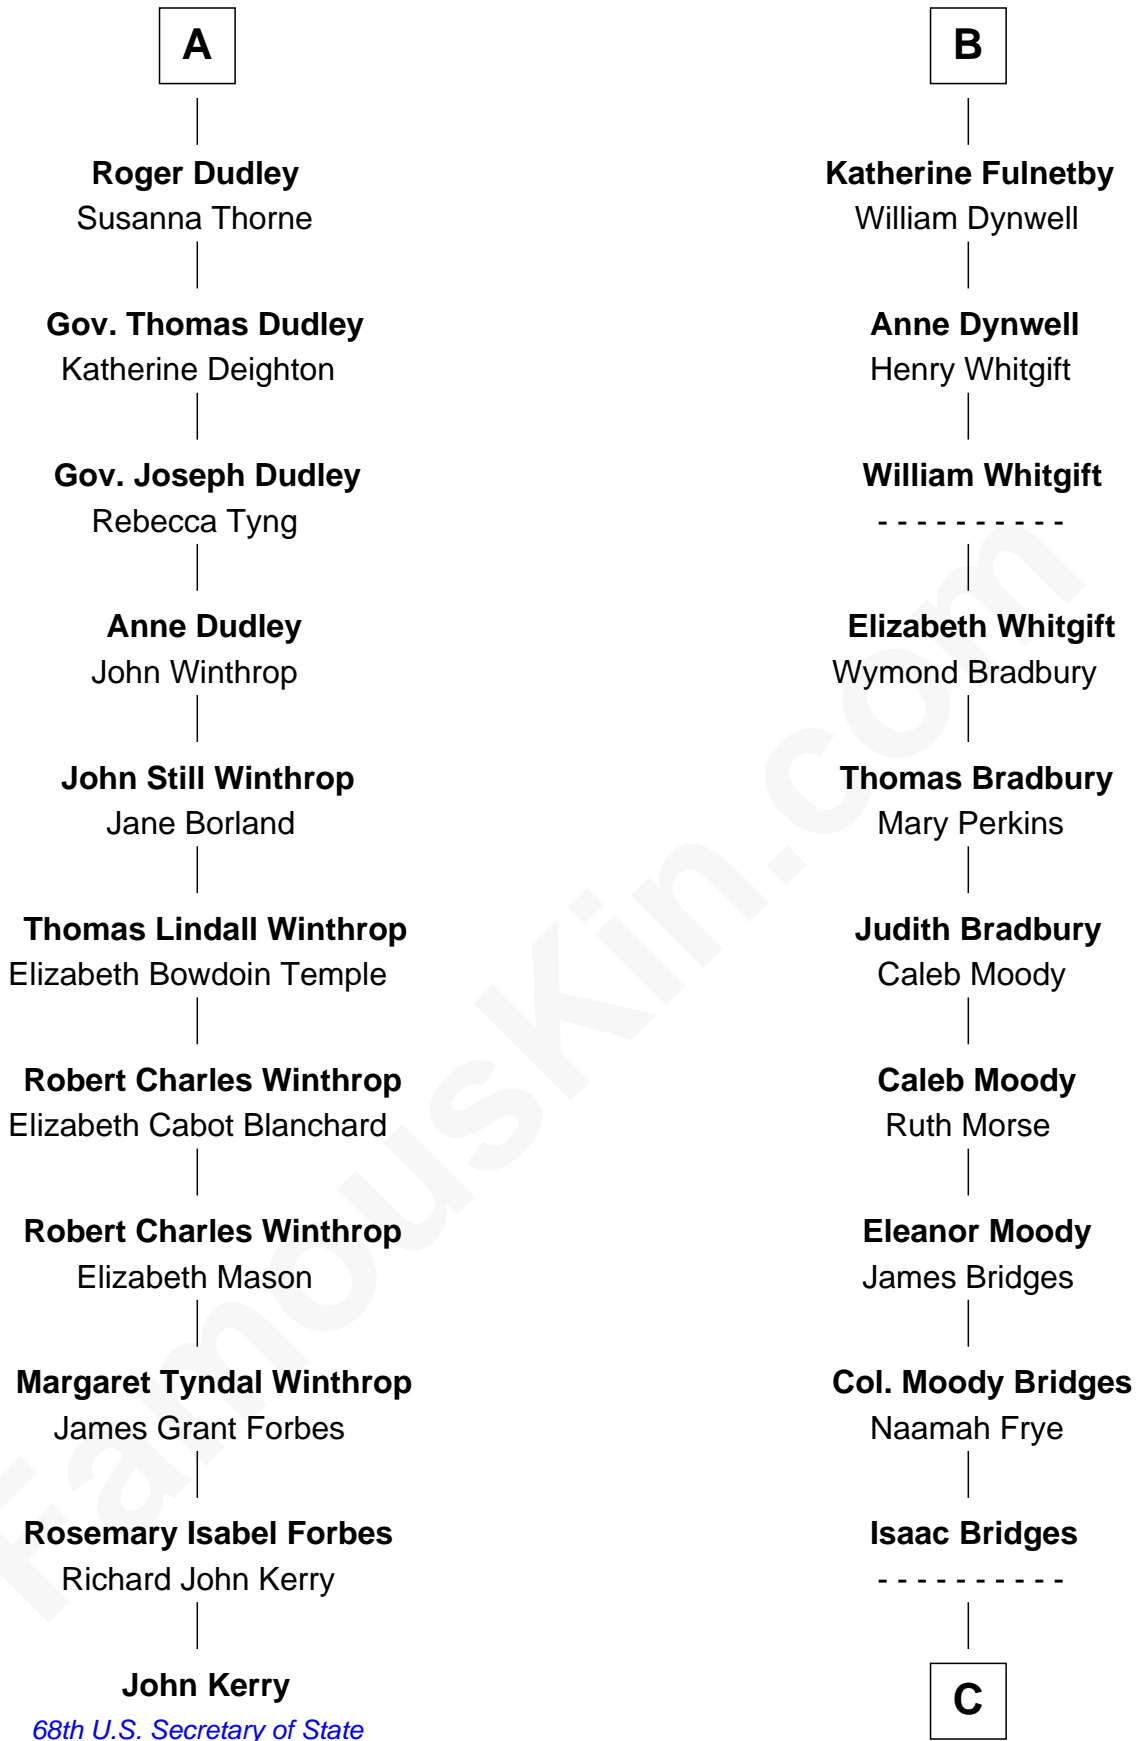 A
Roger Dudley
Susanna Thorne
Gov. Thomas Dudley
Katherine Deighton
Gov. Joseph Dudley
Rebecca Tyng
Anne Dudley
John Winthrop
John Still Winthrop
Jane Borland
Thomas Lindall Winthrop
Elizabeth Bowdoin Temple
Robert Charles Winthrop
Elizabeth Cabot Blanchard
Robert Charles Winthrop
Elizabeth Mason
Margaret Tyndal Winthrop
James Grant Forbes
Rosemary Isabel Forbes
Richard John Kerry
John Kerry
68th U.S. Secretary of State
B
Katherine Fulnetby
William Dynwell
Anne Dynwell
Henry Whitgift
William Whitgift
- - - - - - - - - -
Elizabeth Whitgift
Wymond Bradbury
Thomas Bradbury
Mary Perkins
Judith Bradbury
Caleb Moody
Caleb Moody
Ruth Morse
Eleanor Moody
James Bridges
Col. Moody Bridges
Naamah Frye
Isaac Bridges
- - - - - - - - - -
C
FamousKin.com